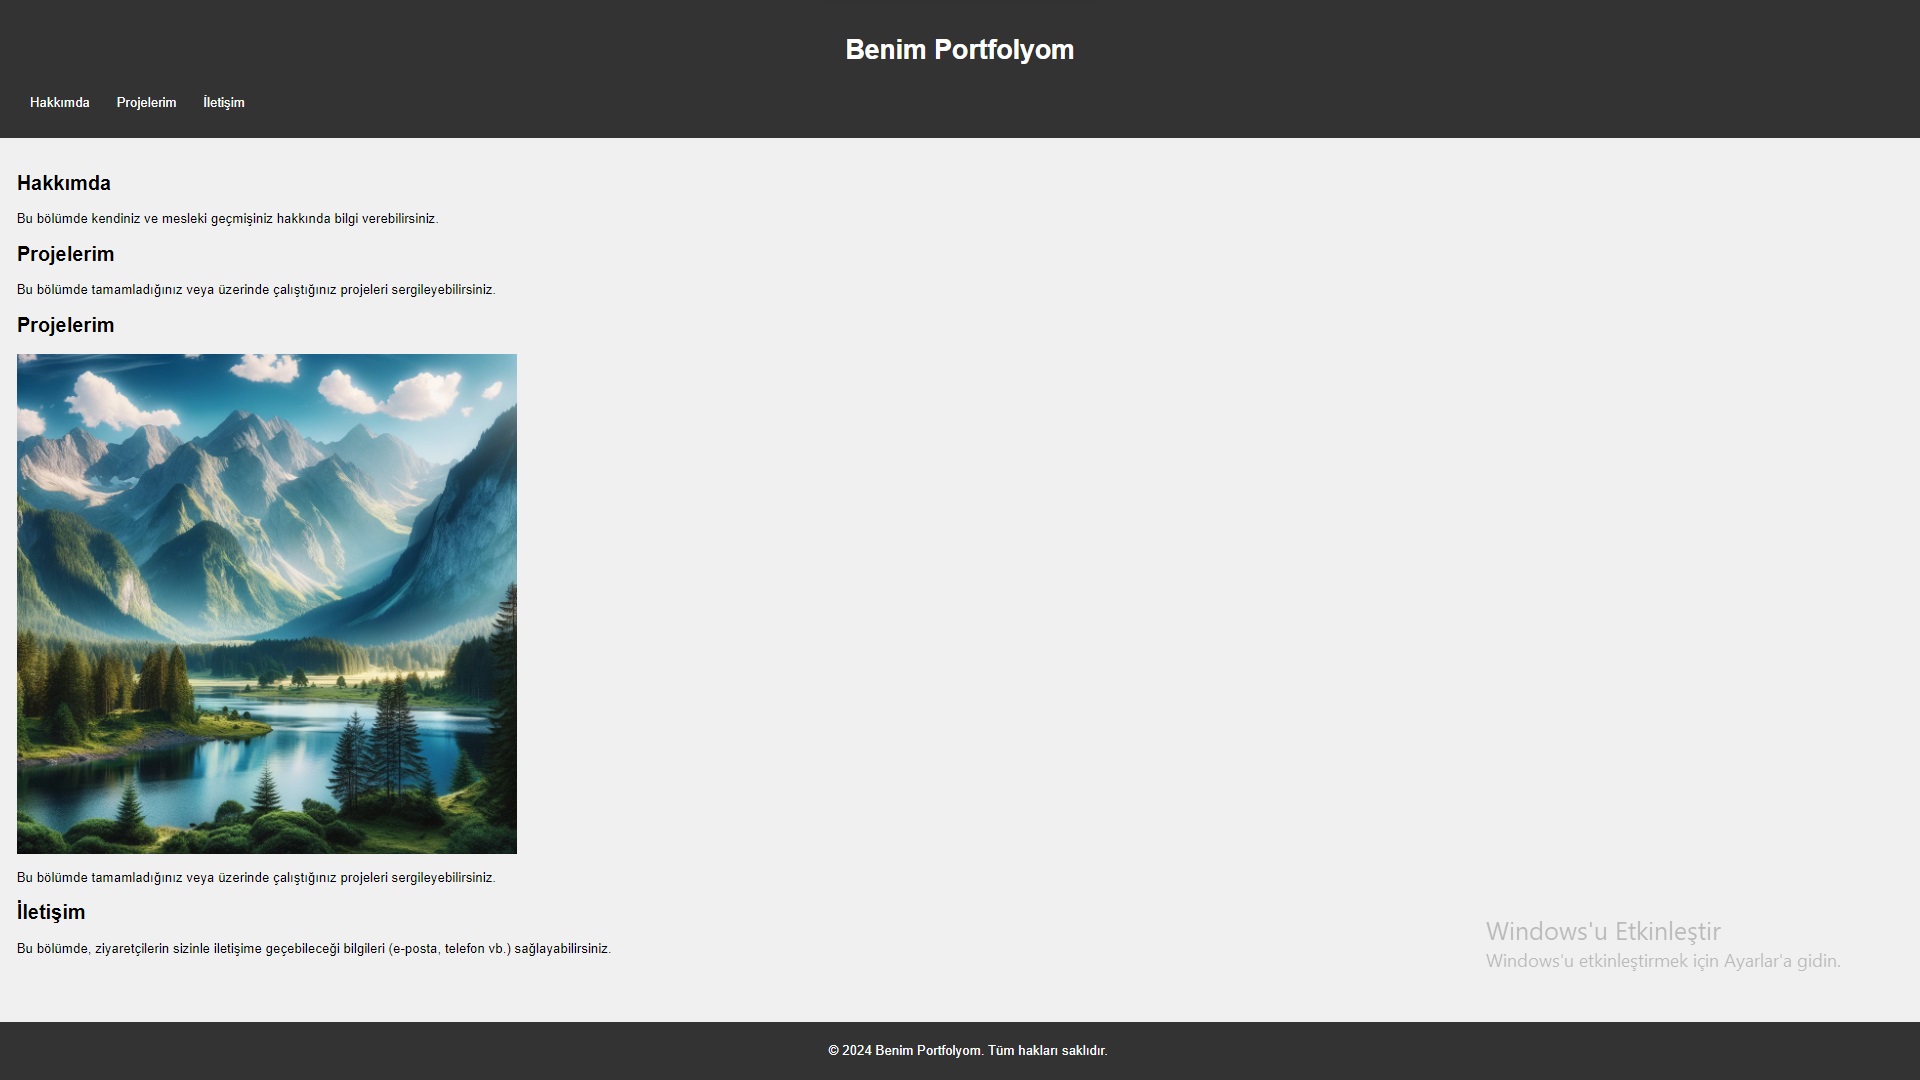 Benim Portfolyom
Hakkımda Projelerim İletişim
Hakkımda
Bu bölümde kendiniz ve mesleki geçmişiniz hakkında bilgi verebilirsiniz.
Projelerim
Bu bölümde tamamladığınız veya üzerinde çalıştığınız projeleri sergileyebilirsiniz.
Projelerim
Bu bölümde tamamladığınız veya üzerinde çalıştığınız projeleri sergileyebilirsiniz.
İletişim
Bu bölümde, ziyaretçilerin sizinle iletişime geçebileceği bilgileri (e-posta, telefon vb.) sağlayabilirsiniz.
Windows'u Etkinleştir
Windows'u etkinleştirmek için Ayarlar'a gidin.
© 2024 Benim Portfolyom. Tüm hakları saklıdır.